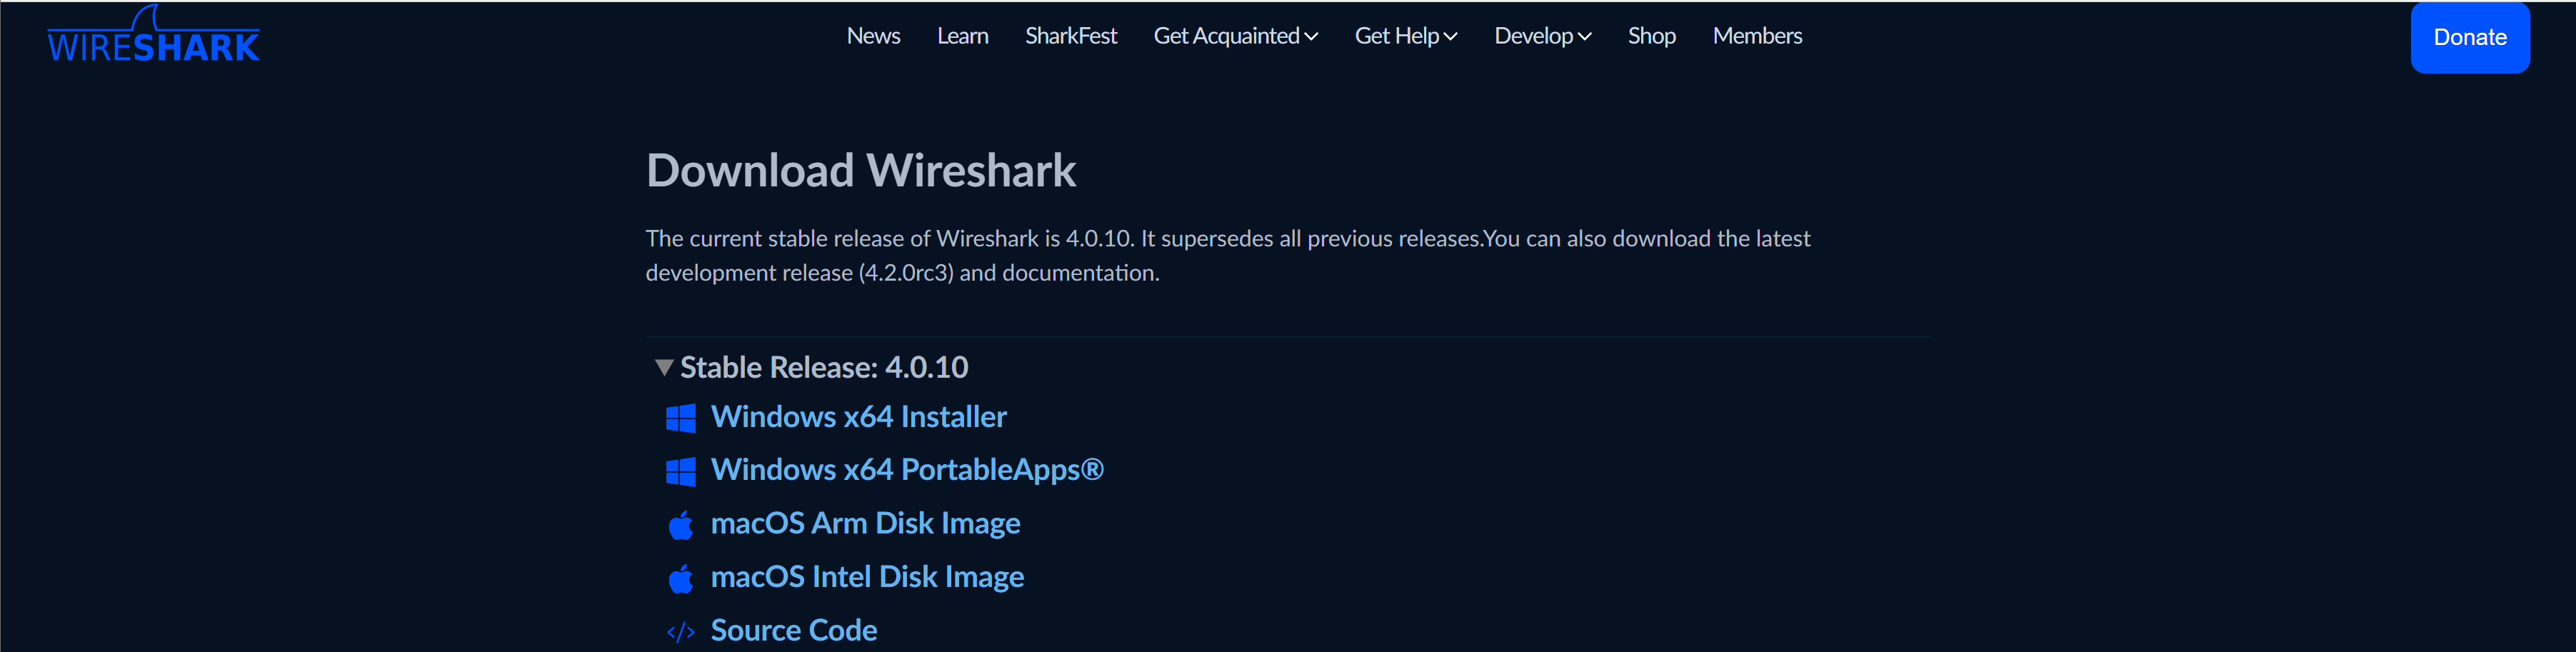 WIRESHARK
News Learn SharkFest Get Acquainted Get Help Develop Shop Members
Donate
Download Wireshark
The current stable release of Wireshark is 4.0.10. It supersedes all previous releases.You can also download the latest
development release (4.2.0rc3) and documentation.
Stable Release: 4.0.10
Windows x64 Installer
Windows x64 PortableApps®
macOS Arm Disk Image
macOS Intel Disk Image
</> Source Code